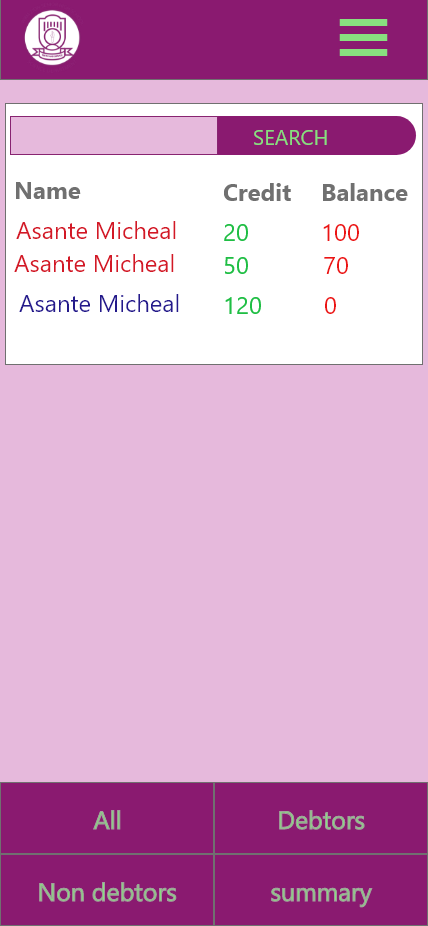 SEARCH
Name Credit Balance
Asante Micheal 20 100
Asante Micheal 50 70
Asante Micheal 120 0
All Debtors
Non debtors summary